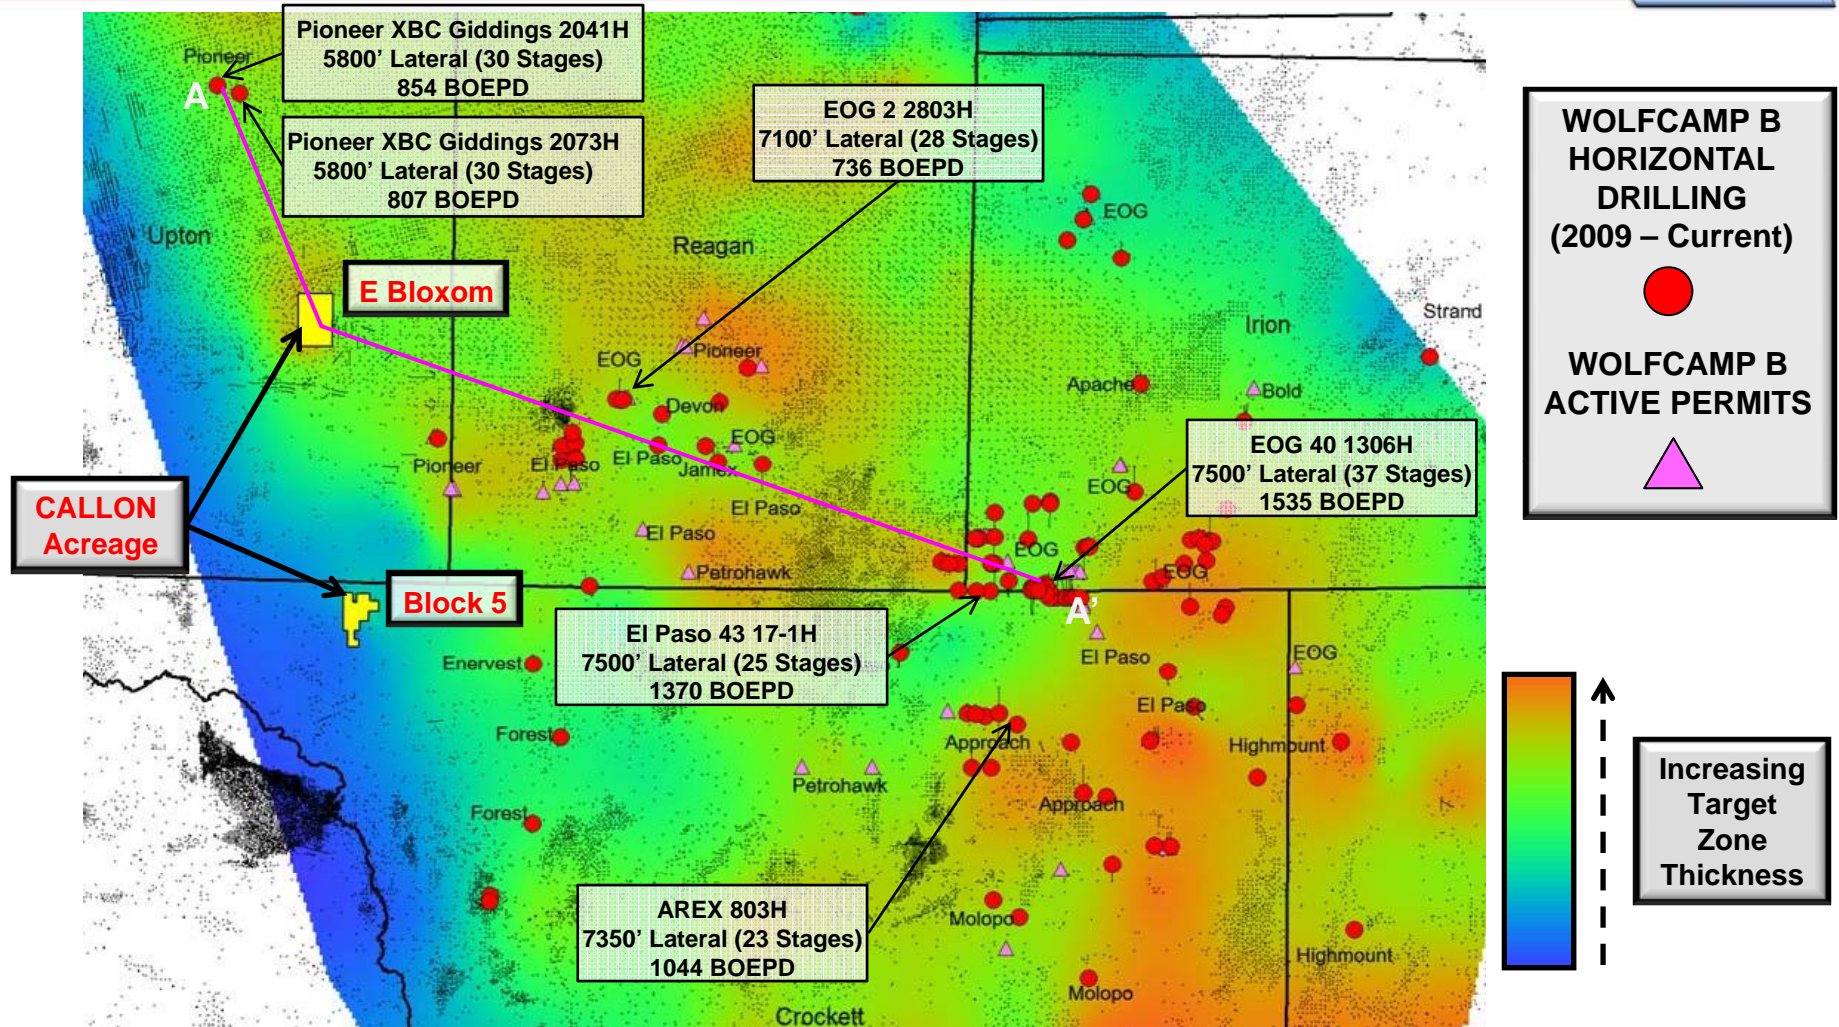 Pioneer XBC Giddings 2041H
5800’ Lateral (30 Stages)
854 BOEPD
Pioneer
A
Pioneer XBC Giddings 2073H
5800’ Lateral (30 Stages)
807 BOEPD
EOG 2 2803H
7100’ Lateral (28 Stages)
736 BOEPD
WOLFCAMP B
HORIZONTAL
DRILLING
(2009 – Current)
WOLFCAMP B
ACTIVE PERMITS
EOG
Upton
Reagan
E Bloxom
Strand
Irion
EOG
Pioneer
Apache
Bold
Devon
EOG
EOG 40 1306H
7500’ Lateral (37 Stages)
1535 BOEPD
Pioneer
El Paso
El Paso
Jamex
EOG
El Paso
CALLON
Acreage
El Paso
EOG
Petrohawk
EOG
Block 5
A’
El Paso 43 17-1H
7500’ Lateral (25 Stages)
1370 BOEPD
Enervest
El Paso
EOG
El Paso
Forest
Approach
Highmount
Petrohawk
Approach
Forest
Increasing
Target
Zone
Thickness
AREX 803H
7350’ Lateral (23 Stages)
1044 BOEPD
Molopo
Highmount
Molopo
Crockett